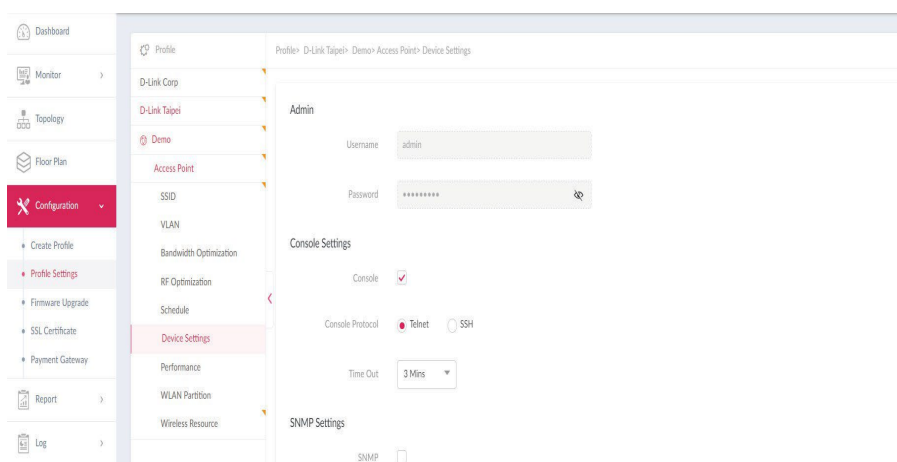 Dashboard
Monitor
Topology
Floor Plan
Configuration
Create Profile
Profile Settings
Firmware Upgrade
SSL Certificate
Payment Gateway
Report
Log
Profile
D-Link Corp
D-Link Taipei
Demo
Access Point
SSID
VLAN
Bandwidth Optimization
RF Optimization
Schedule
Device Settings
Performance
WLAN Partition
Wireless Resource
Profile> D-Link Taipei> Demo> Access Point> Device Settings
Admin
Username admin
Password *********
Console Settings
Console
Console Protocol Telnet SSH
Time Out 3 Mins
SNMP Settings
SNMP